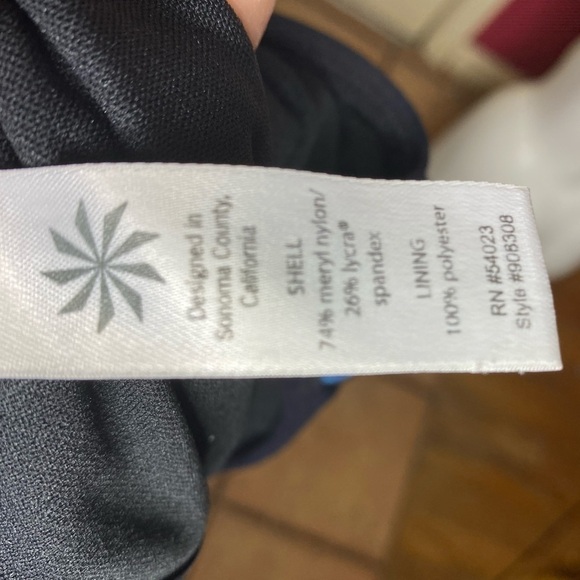 Designed in
Sonoma County,
California
SHELL
74% meryl nylon/
26% lycra®
spandex
LINING
100% polyester
RN #54023
Style #908308